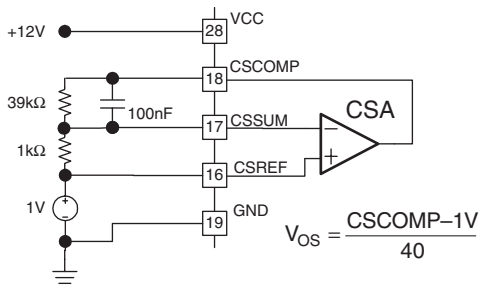 +12V
28
VCC
18
CSCOMP
39kΩ
100nF
CSA
17
CSSUM
−
1kΩ
+
16
CSREF
1V
+
−
19
GND
V_OS = CSCOMP−1V / 40